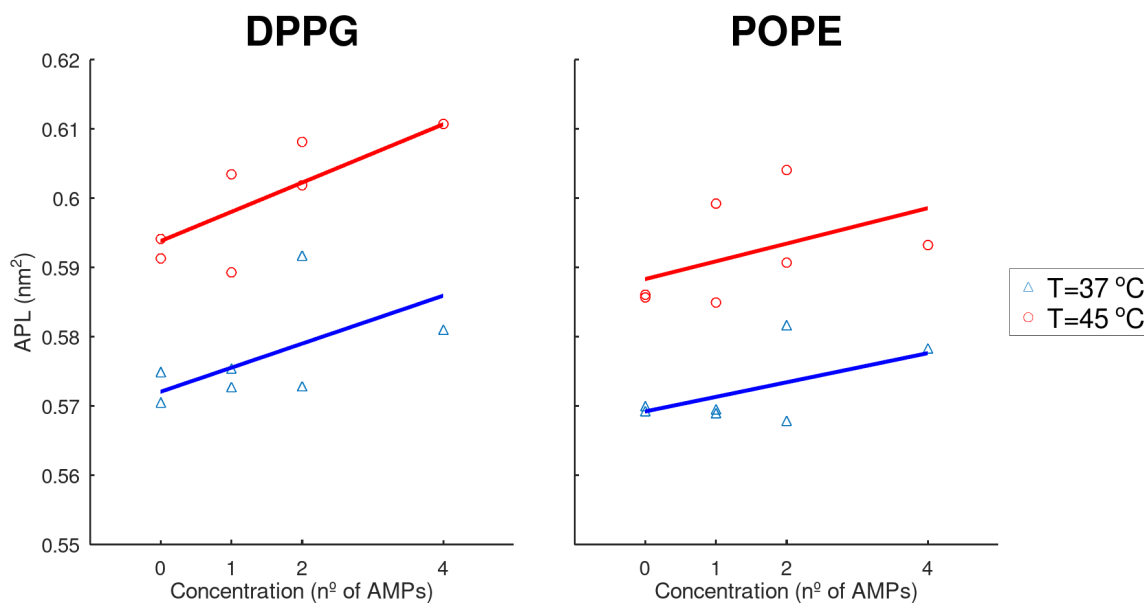 DPPG
POPE
0.62
0.61
0.6
0.59
0.58
0.57
0.56
0.55
APL (nm²)
0 1 2 4
Concentration (nº of AMPs)
0 1 2 4
Concentration (nº of AMPs)
T=37 ºC
T=45 ºC